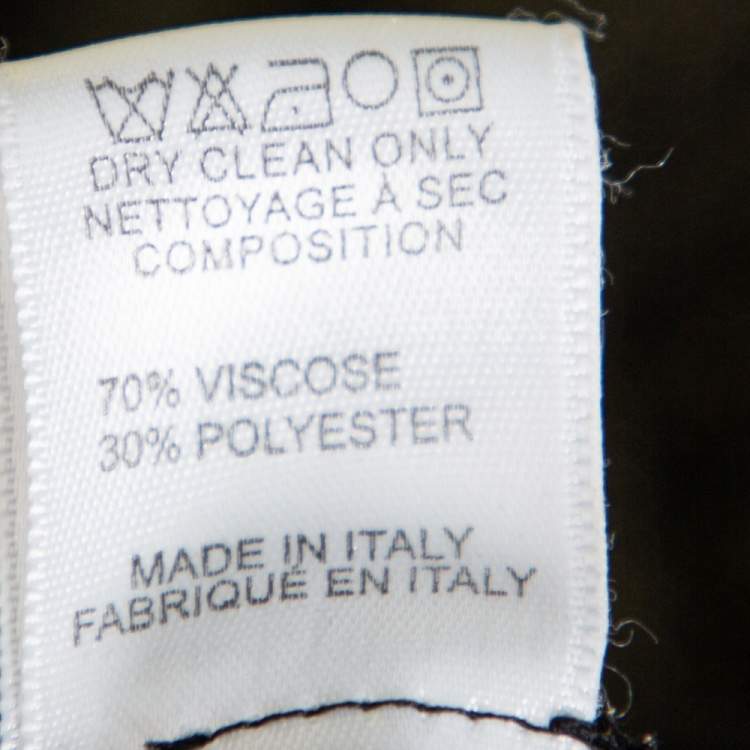 DRY CLEAN ONLY
NETTOYAGE À SEC
COMPOSITION
70% VISCOSE
30% POLYESTER
MADE IN ITALY
FABRIQUÉ EN ITALY